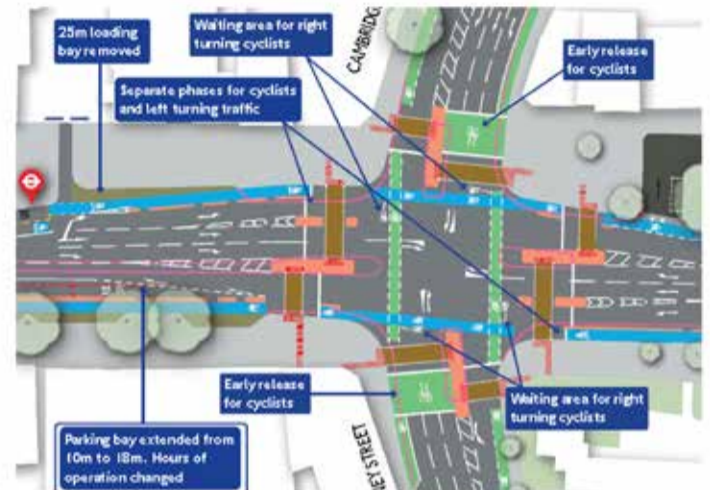 25m loading
bay removed
Waiting area for right
turning cyclists
CAMBRIDG
Early release
for cyclists
Separate phases for cyclists
and left turning traffic
Early release
for cyclists
Waiting area for right
turning cyclists
Parking bay extended from
10m to 18m. Hours of
operation changed
NEY STREET